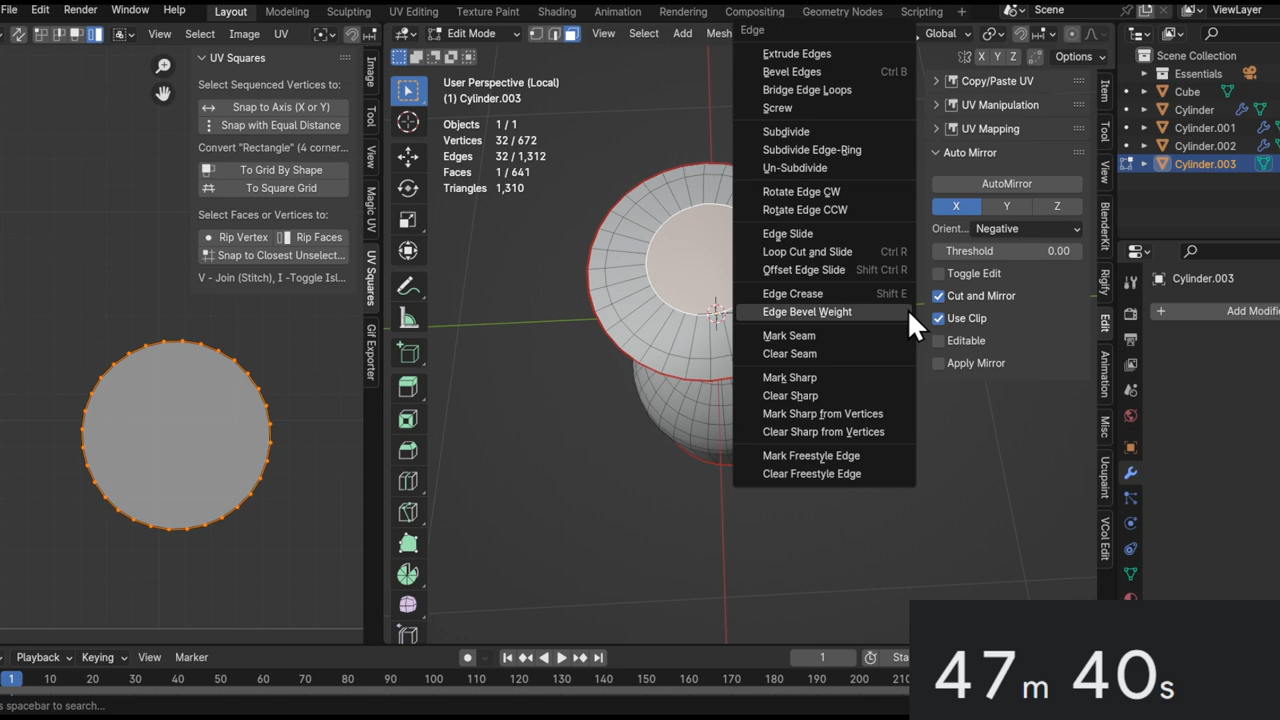 File Edit Render Window Help Layout Modeling Sculpting UV Editing Texture Paint Shading Animation Rendering Compositing Geometry Nodes Scripting + Scene ViewLayer
View Select Image UV
Edit Mode View Select Add Mesh
Global
X Y Z Options
UV Squares
Select Sequenced Vertices to:
Snap to Axis (X or Y)
Snap with Equal Distance
Convert "Rectangle" (4 corner...
To Grid By Shape
To Square Grid
Select Faces or Vertices to:
Rip Vertex Rip Faces
Snap to Closest Unselect...
V - Join (Stitch), I -Toggle Isl...
Image
Tool
View
Magic UV
UV Squares
Gif Exporter
User Perspective (Local)
(1) Cylinder.003
Objects 1 / 1
Vertices 32 / 672
Edges 32 / 1,312
Faces 1 / 641
Triangles 1,310
Edge
Extrude Edges
Bevel Edges Ctrl B
Bridge Edge Loops
Screw
Subdivide
Subdivide Edge-Ring
Un-Subdivide
Rotate Edge CW
Rotate Edge CCW
Edge Slide
Loop Cut and Slide Ctrl R
Offset Edge Slide Shift Ctrl R
Edge Crease Shift E
Edge Bevel Weight
Mark Seam
Clear Seam
Mark Sharp
Clear Sharp
Mark Sharp from Vertices
Clear Sharp from Vertices
Mark Freestyle Edge
Clear Freestyle Edge
Copy/Paste UV
UV Manipulation
UV Mapping
Auto Mirror
AutoMirror
X Y Z
Orient... Negative
Threshold 0.00
Toggle Edit
Cut and Mirror
Use Clip
Editable
Apply Mirror
Item
Tool
View
BlenderKit
Rigify
Edit
Animation
Misc
Ucupaint
VCol Edit
Scene Collection
Essentials
Cube
Cylinder
Cylinder.001
Cylinder.002
Cylinder.003
Cylinder.003
+ Add Modifie
Playback Keying View Marker
1 Sta
1 10 20 30 40 50 60 70 80 90 100 110 120 130 140 150 160 170 180 190 200 210
s spacebar to search...
47m 40s